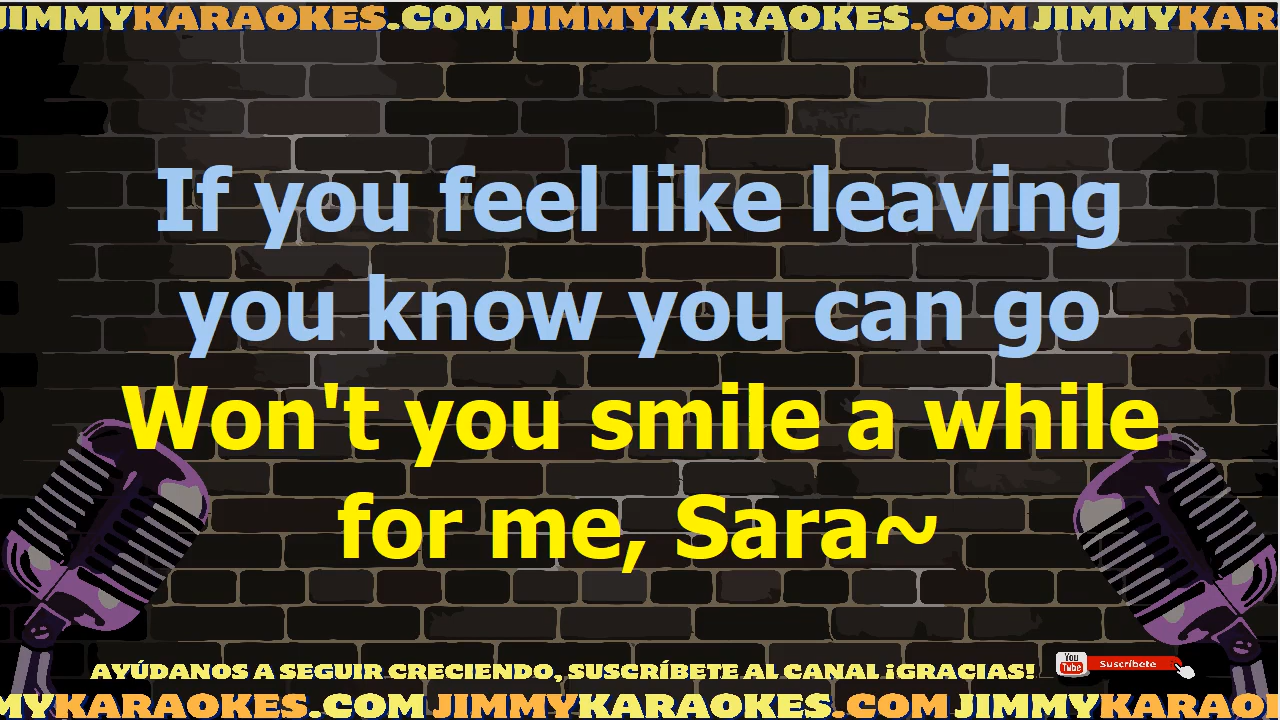 JIMMYKARAOKES.COM JIMMYKARAOKES.COM JIMMYKAR
If you feel like leaving
you know you can go
Won't you smile a while
for me, Sara~
AYÚDANOS A SEGUIR CRECIENDO, SUSCRÍBETE AL CANAL ¡GRACIAS!
You Tube Suscríbete
MYKARAOKES.COM JIMMYKARAOKES.COM JIMMYKARAO